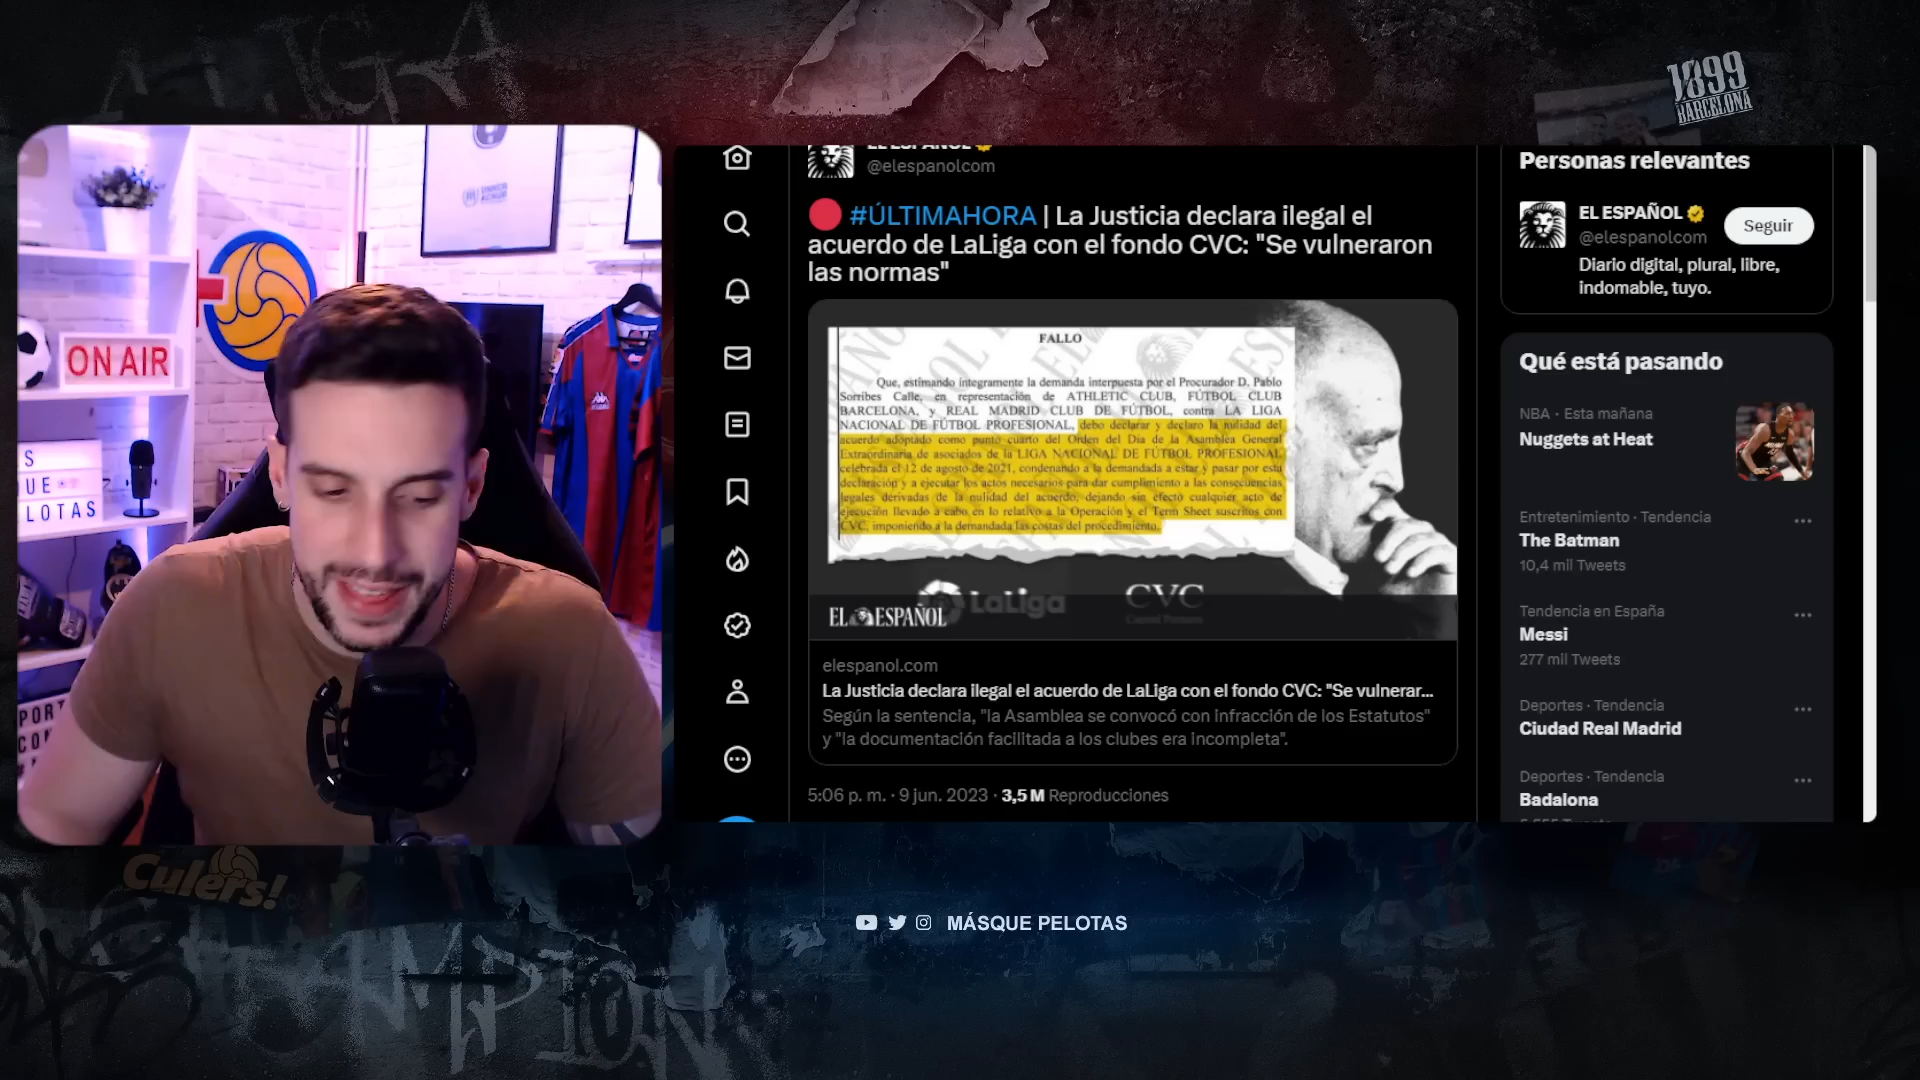 LALIGA
1899
BARCELONA
ON AIR
S
UE
LOTAS
PORT
CON
Kappa
EL ESPAÑOL
@elespanolcom
#ÚLTIMAHORA | La Justicia declara ilegal el
acuerdo de LaLiga con el fondo CVC: "Se vulneraron
las normas"
FALLO
Que, estimando íntegramente la demanda interpuesta por el Procurador D. Pablo
Sorribes Calle, en representación de ATHLETIC CLUB, FÚTBOL CLUB
BARCELONA, y REAL MADRID CLUB DE FÚTBOL, contra LA LIGA
NACIONAL DE FÚTBOL PROFESIONAL, debo declarar y declaro la nulidad del
acuerdo adoptado como punto cuarto del Orden del Día de la Asamblea General
Extraordinaria de asociados de la LIGA NACIONAL DE FÚTBOL PROFESIONAL
celebrada el 12 de agosto de 2021, condenando a la demandada a estar y pasar por esta
declaración y a ejecutar los actos necesarios para dar cumplimiento a las consecuencias
legales derivadas de la nulidad del acuerdo, dejando sin efecto cualquier acto de
ejecución llevado a cabo en lo relativo a la Operación y el Term Sheet suscritos con
CVC, imponiendo a la demandada las costas del procedimiento.
LaLiga
CVC
EL ESPAÑOL
elespanol.com
La Justicia declara ilegal el acuerdo de LaLiga con el fondo CVC: "Se vulnerar...
Según la sentencia, "la Asamblea se convocó con infracción de los Estatutos"
y "la documentación facilitada a los clubes era incompleta".
5:06 p. m. · 9 jun. 2023 · 3,5 M Reproducciones
Personas relevantes
EL ESPAÑOL
@elespanolcom
Seguir
Diario digital, plural, libre,
indomable, tuyo.
Qué está pasando
NBA · Esta mañana
Nuggets at Heat
Entretenimiento · Tendencia
The Batman
10,4 mil Tweets
Tendencia en España
Messi
277 mil Tweets
Deportes · Tendencia
Ciudad Real Madrid
Deportes · Tendencia
Badalona
Culers!
MÁSQUE PELOTAS